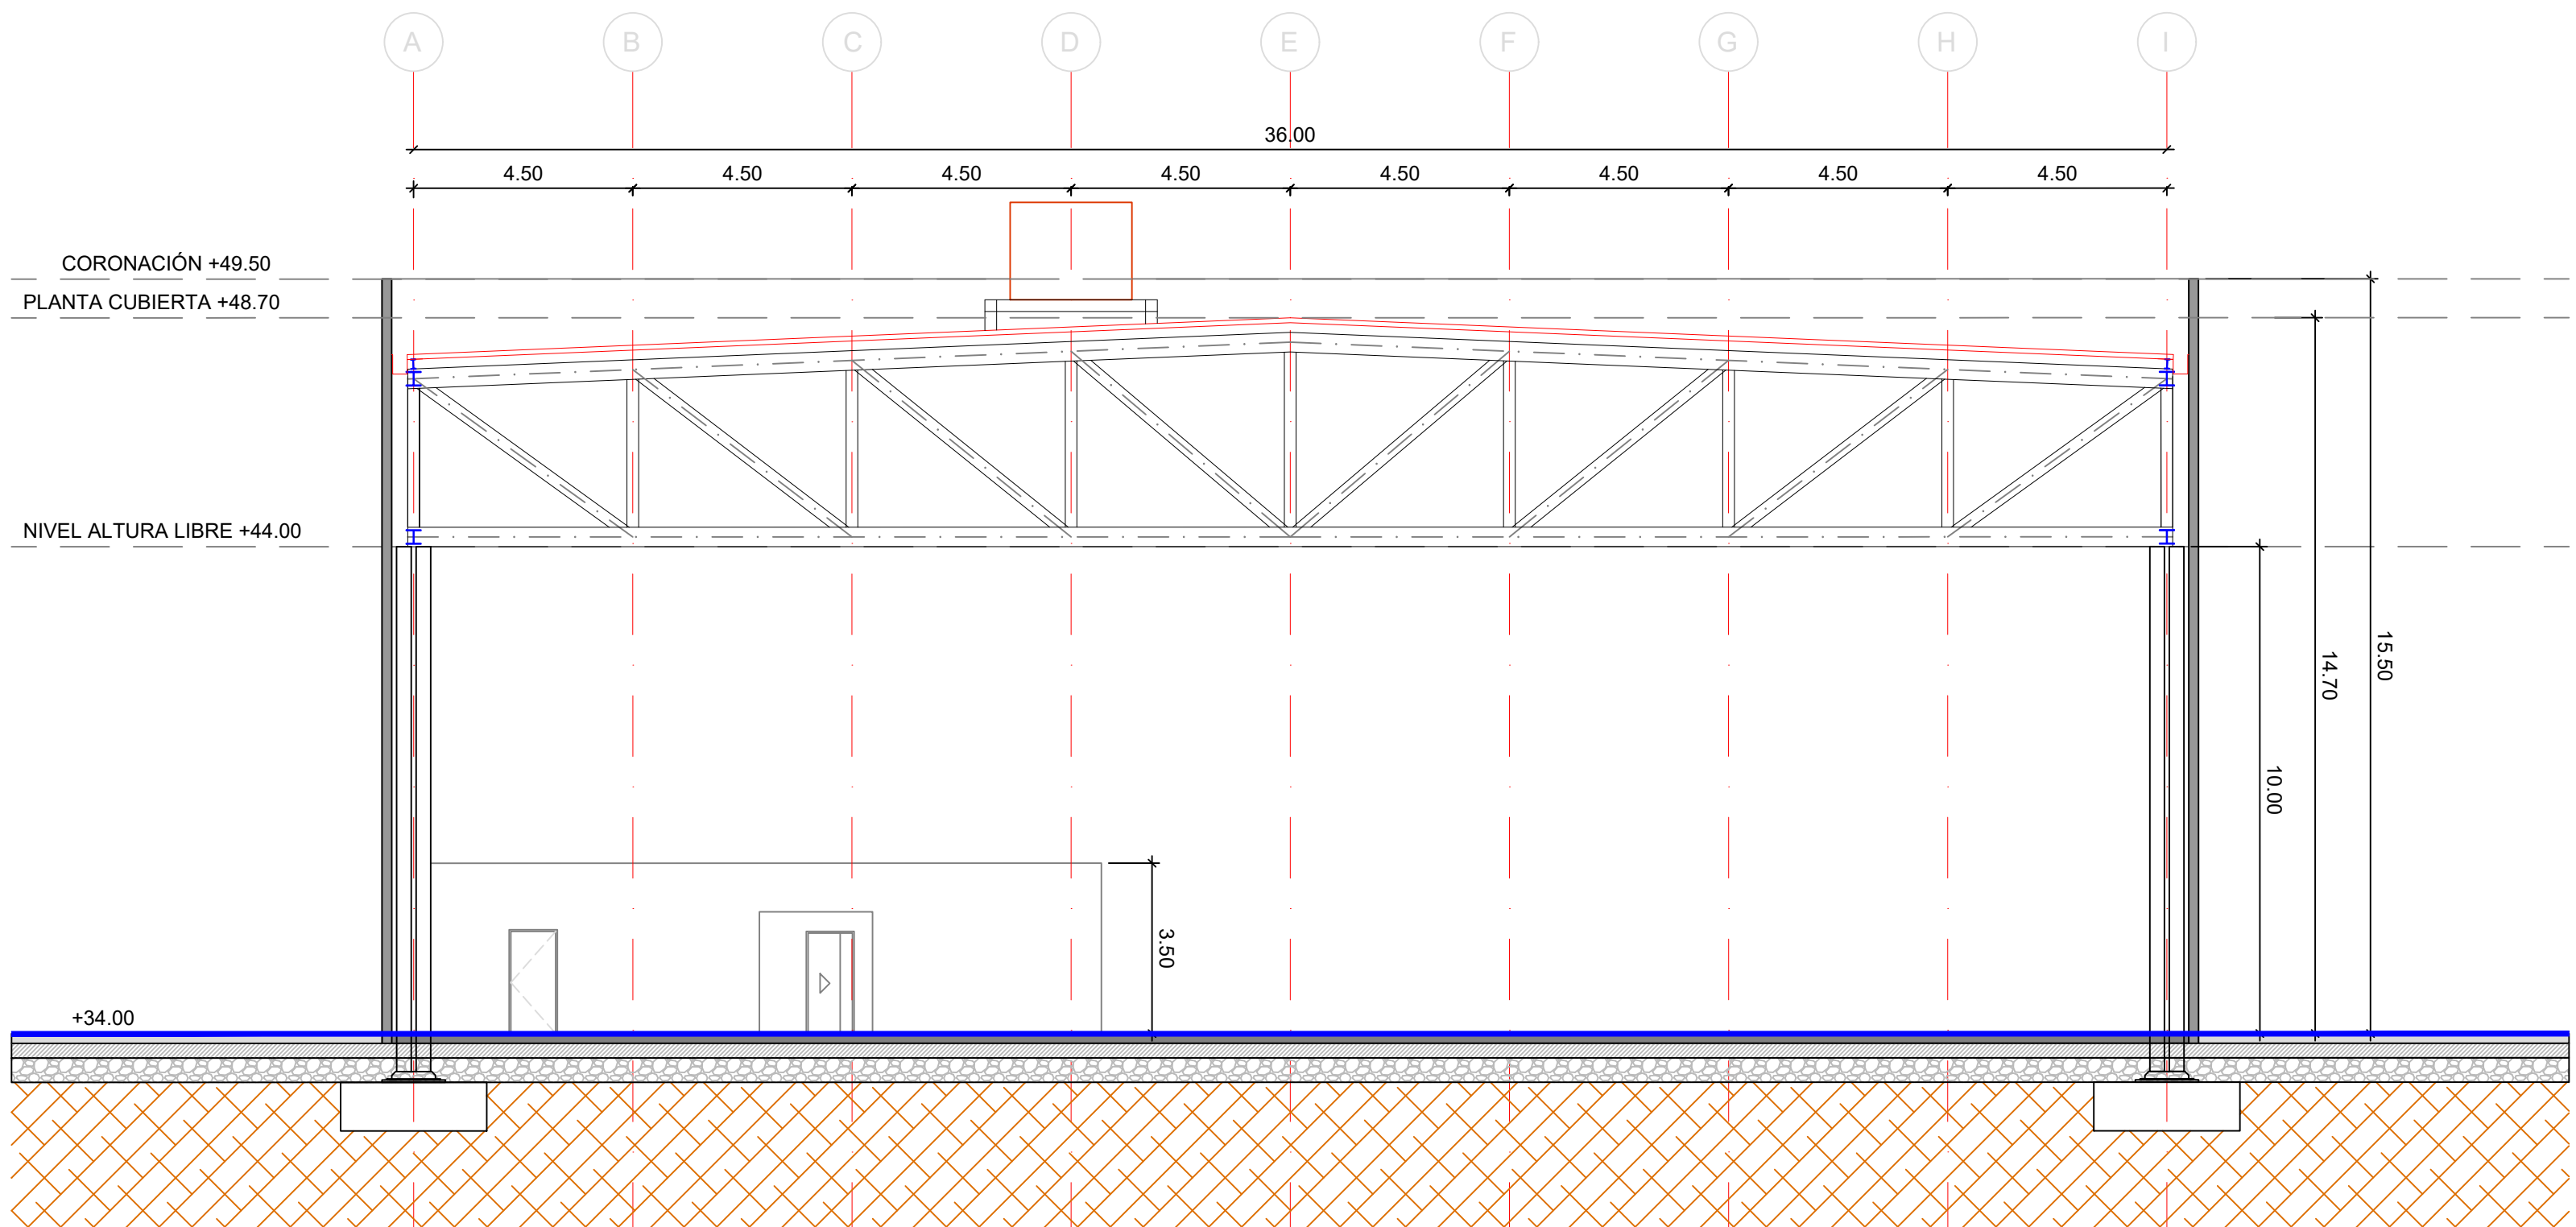 A B C D E F G H I
36.00
4.50 4.50 4.50 4.50 4.50 4.50 4.50 4.50
CORONACIÓN +49.50
PLANTA CUBIERTA +48.70
NIVEL ALTURA LIBRE +44.00
15.50
14.70
10.00
3.50
+34.00